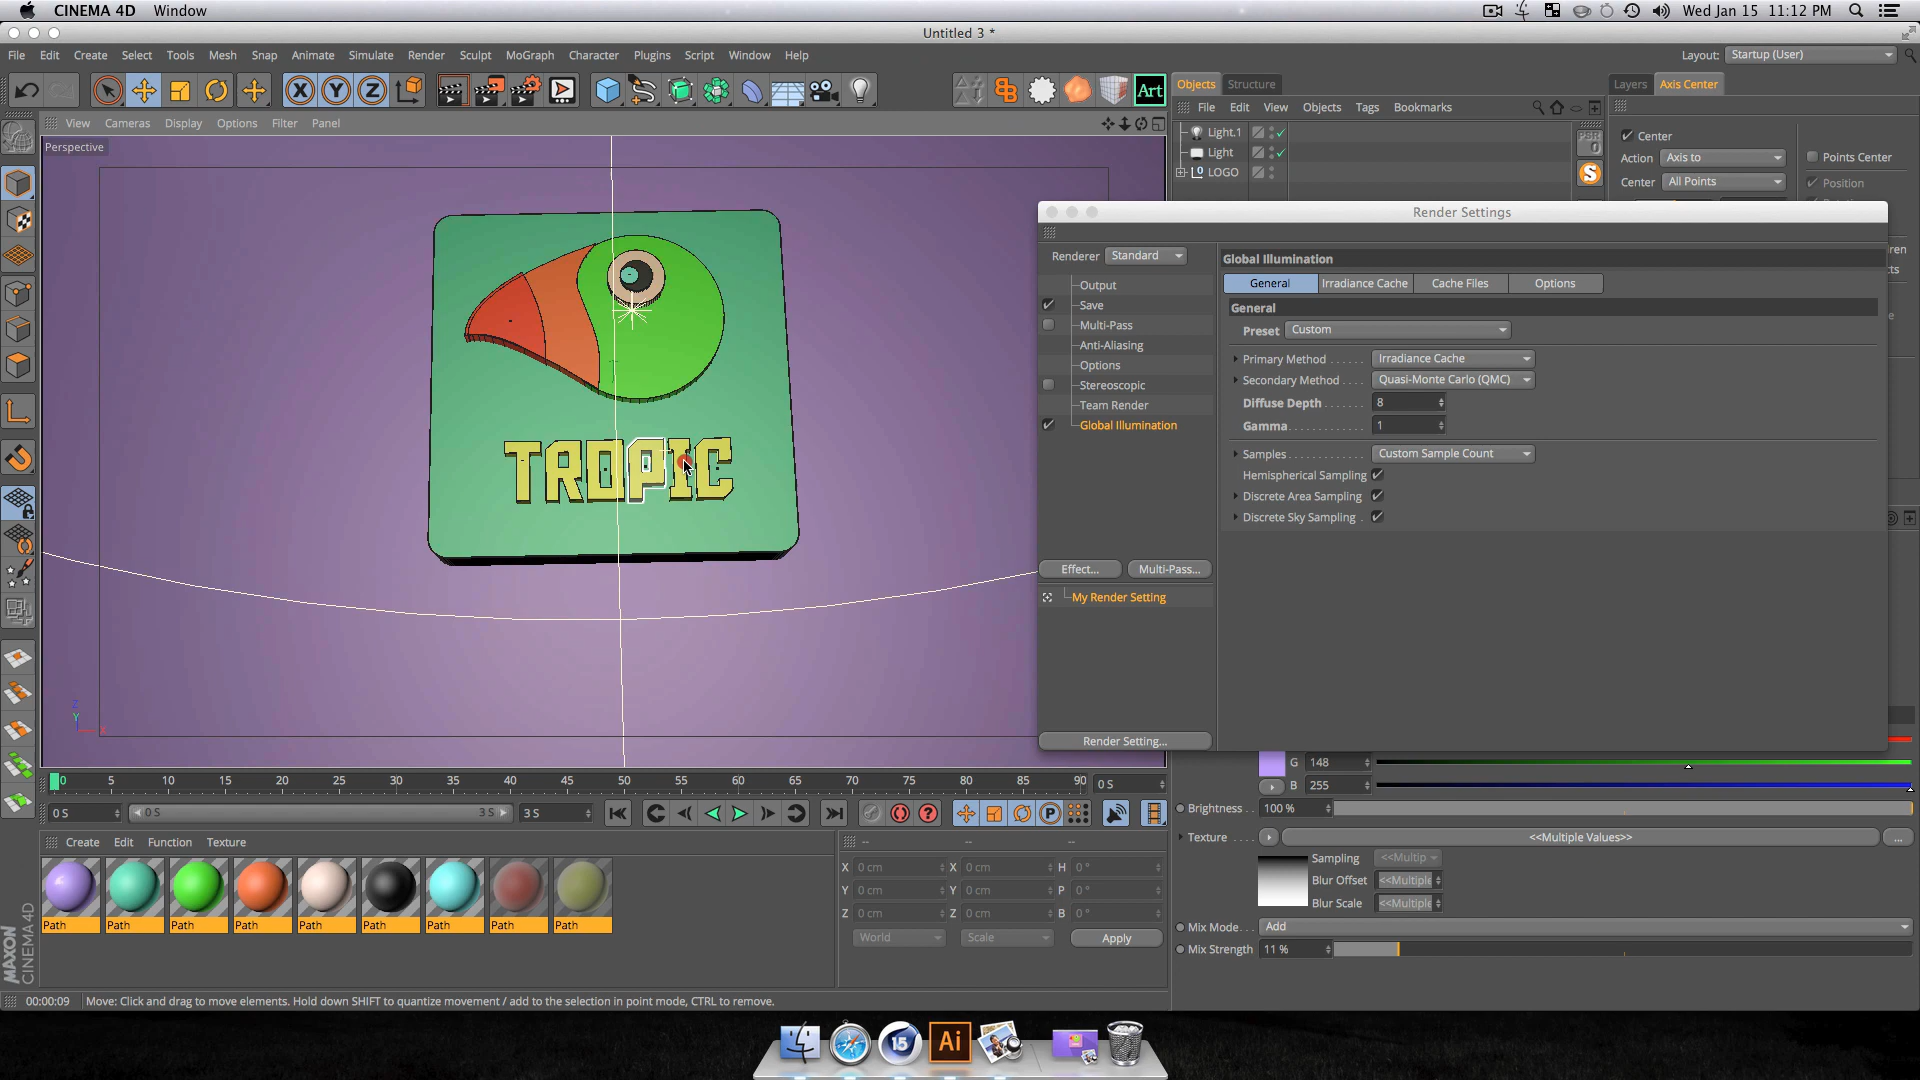 CINEMA 4D Window
Wed Jan 15 11:12 PM
Untitled 3 *
File Edit Create Select Tools Mesh Snap Animate Simulate Render Sculpt MoGraph Character Plugins Script Window Help
Layout: Startup (User)
X Y Z
Art
Objects Structure
Layers Axis Center
View Cameras Display Options Filter Panel
File Edit View Objects Tags Bookmarks
Perspective
Light.1
Light
LOGO
PSR
0
S
Center
Action Axis to
Points Center
Center All Points
Position
Render Settings
Renderer Standard
Output
Save
Multi-Pass
Anti-Aliasing
Options
Stereoscopic
Team Render
Global Illumination
Effect... Multi-Pass...
My Render Setting
Render Setting...
Global Illumination
General Irradiance Cache Cache Files Options
General
Preset Custom
Primary Method Irradiance Cache
Secondary Method Quasi-Monte Carlo (QMC)
Diffuse Depth 8
Gamma 1
Samples Custom Sample Count
Hemispherical Sampling
Discrete Area Sampling
Discrete Sky Sampling
TROPIC
Z
Y
X
0 5 10 15 20 25 30 35 40 45 50 55 60 65 70 75 80 85 90
0 S
0 S 0 S 3 S 3 S
G 148
B 255
Brightness 100 %
Texture <<Multiple Values>> ...
Sampling <<Multip
Blur Offset <<Multiple
Blur Scale <<Multiple
Mix Mode Add
Mix Strength 11 %
Create Edit Function Texture
Path Path Path Path Path Path Path Path Path
-- -- --
X 0 cm X 0 cm H 0 °
Y 0 cm Y 0 cm P 0 °
Z 0 cm Z 0 cm B 0 °
World Scale Apply
MAXON
CINEMA 4D
00:00:09 Move: Click and drag to move elements. Hold down SHIFT to quantize movement / add to the selection in point mode, CTRL to remove.
15
Ai